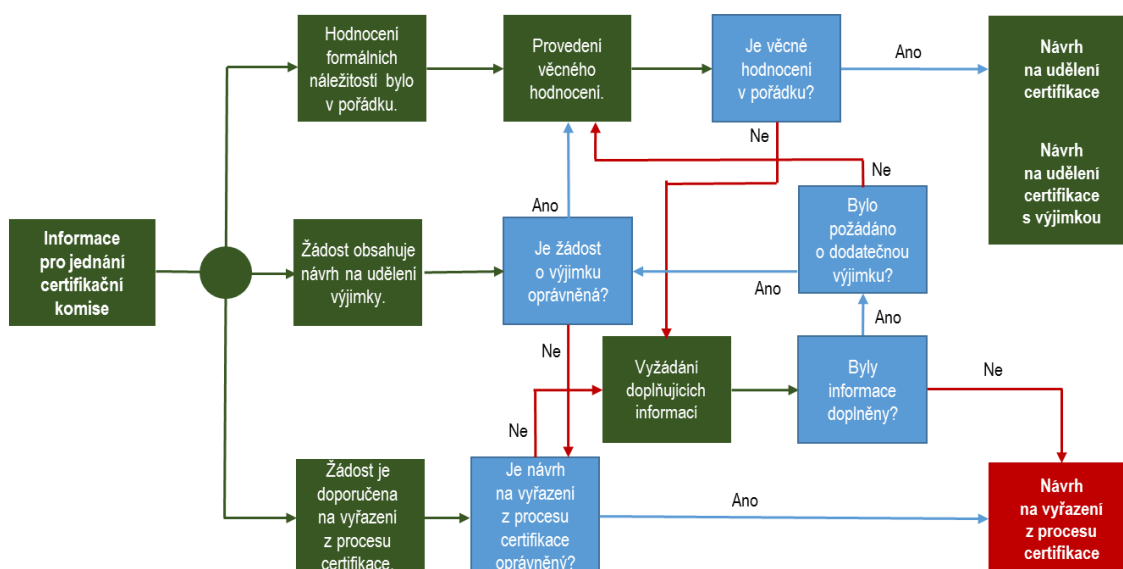 Hodnocení
formálních
náležitostí bylo
v pořádku.
Provedení
věcného
hodnocení.
Je věcné
hodnocení
v pořádku?
Ano
Návrh
na udělení
certifikace
Návrh
na udělení
certifikace
s výjimkou
Ne
Ne
Ano
Informace
pro jednání
certifikační
komise
Žádost obsahuje
návrh na udělení
výjimky.
Je žádost
o výjimku
oprávněná?
Bylo
požádáno
o dodatečnou
výjimku?
Ano
Ano
Ne
Vyžádání
doplňujících
informací
Byly
informace
doplněny?
Ne
Ne
Žádost je
doporučena
na vyřazení
z procesu
certifikace.
Je návrh
na vyřazení
z procesu
certifikace
oprávněný?
Ano
Návrh
na vyřazení
z procesu
certifikace